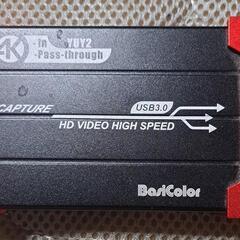 4K
-In YUY2
-Pass-through
CAPTURE
USB3.0
HD VIDEO HIGH SPEED
BasiColor